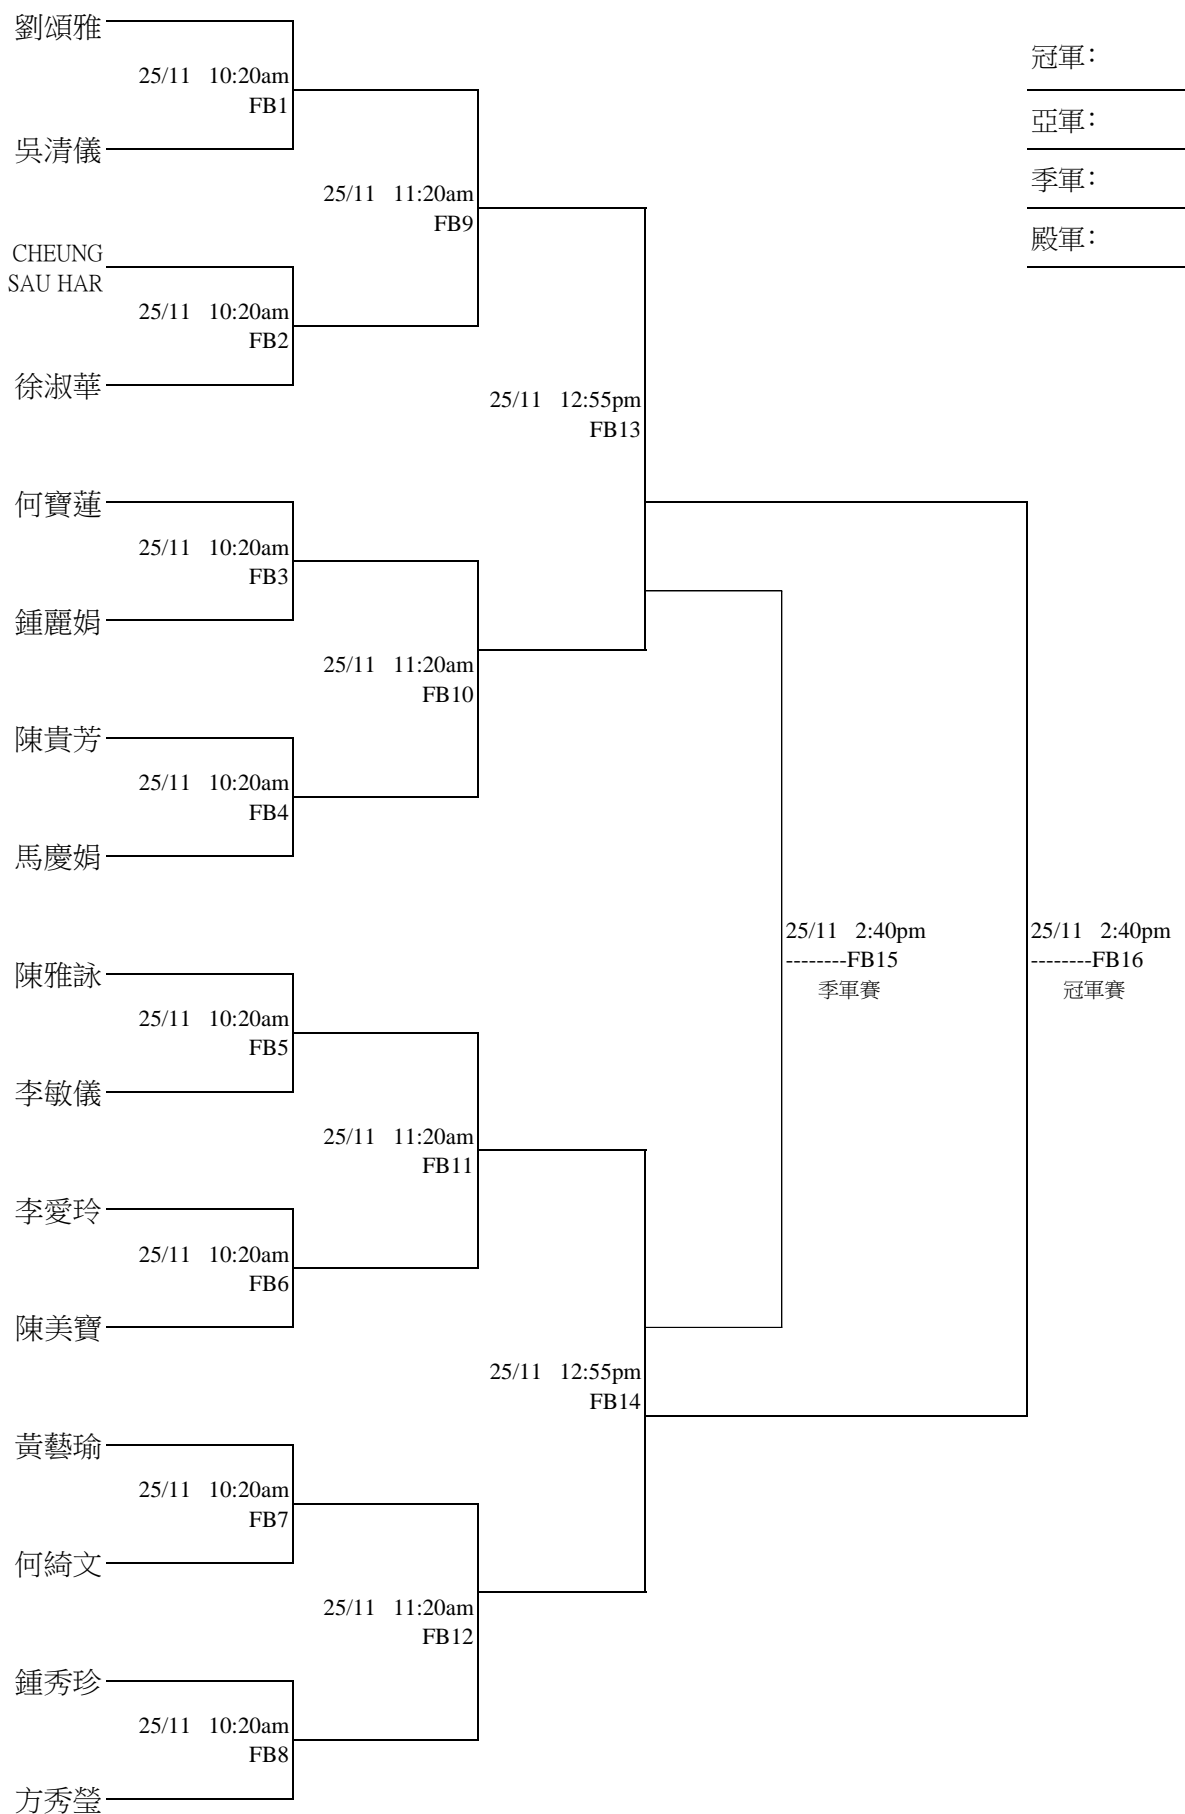 劉頌雅
冠軍：
25/11 10:20am
FB1
亞軍：
吳清儀
季軍：
25/11 11:20am
FB9
殿軍：
CHEUNG
SAU HAR
25/11 10:20am
FB2
徐淑華
25/11 12:55pm
FB13
何寶蓮
25/11 10:20am
FB3
鍾麗娟
25/11 11:20am
FB10
陳貴芳
25/11 10:20am
FB4
馬慶娟
25/11 2:40pm
--------FB15
季軍賽
25/11 2:40pm
--------FB16
冠軍賽
陳雅詠
25/11 10:20am
FB5
李敏儀
25/11 11:20am
FB11
李愛玲
25/11 10:20am
FB6
陳美寶
25/11 12:55pm
FB14
黃藝瑜
25/11 10:20am
FB7
何綺文
25/11 11:20am
FB12
鍾秀珍
25/11 10:20am
FB8
方秀瑩